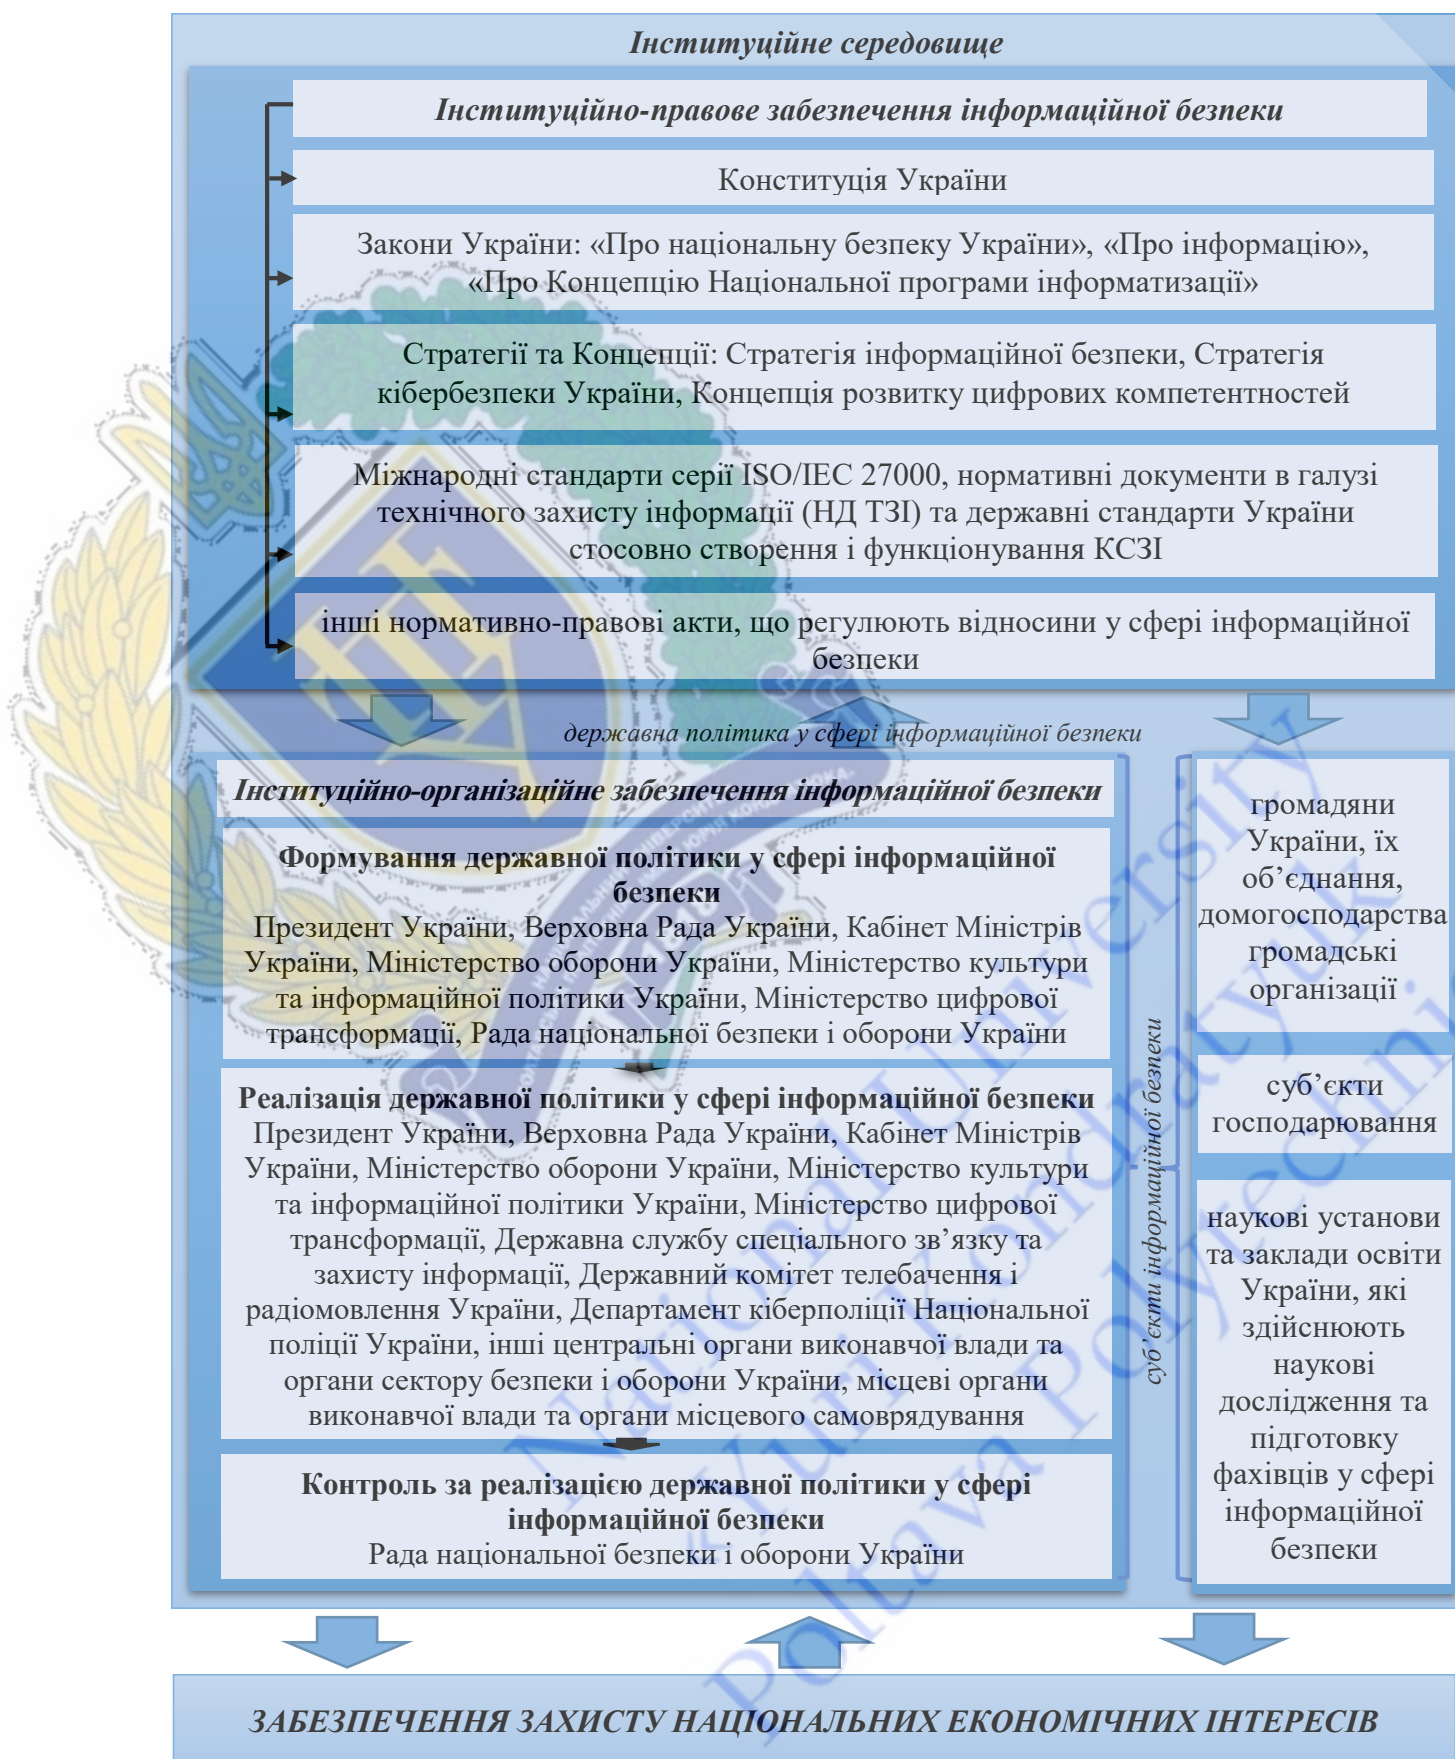 Інституційне середовище
Інституційно-правове забезпечення інформаційної безпеки
Конституція України
Закони України: «Про національну безпеку України», «Про інформацію»,
«Про Концепцію Національної програми інформатизації»
Стратегії та Концепції: Стратегія інформаційної безпеки, Стратегія
кібербезпеки України, Концепція розвитку цифрових компетентностей
Міжнародні стандарти серії ISO/IEC 27000, нормативні документи в галузі
технічного захисту інформації (НД ТЗІ) та державні стандарти України
стосовно створення і функціонування КСЗІ
інші нормативно-правові акти, що регулюють відносини у сфері інформаційної
безпеки
державна політика у сфері інформаційної безпеки
Інституційно-організаційне забезпечення інформаційної безпеки
Формування державної політики у сфері інформаційної
безпеки
Президент України, Верховна Рада України, Кабінет Міністрів
України, Міністерство оборони України, Міністерство культури
та інформаційної політики України, Міністерство цифрової
трансформації, Рада національної безпеки і оборони України
Реалізація державної політики у сфері інформаційної безпеки
Президент України, Верховна Рада України, Кабінет Міністрів
України, Міністерство оборони України, Міністерство культури
та інформаційної політики України, Міністерство цифрової
трансформації, Державна службу спеціального зв’язку та
захисту інформації, Державний комітет телебачення і
радіомовлення України, Департамент кіберполіції Національної
поліції України, інші центральні органи виконавчої влади та
органи сектору безпеки і оборони України, місцеві органи
виконавчої влади та органи місцевого самоврядування
Контроль за реалізацією державної політики у сфері
інформаційної безпеки
Рада національної безпеки і оборони України
суб’єкти інформаційної безпеки
громадяни
України, їх
об’єднання,
домогосподарства
громадські
організації
суб’єкти
господарювання
наукові установи
та заклади освіти
України, які
здійснюють
наукові
дослідження та
підготовку
фахівців у сфері
інформаційної
безпеки
ЗАБЕЗПЕЧЕННЯ ЗАХИСТУ НАЦІОНАЛЬНИХ ЕКОНОМІЧНИХ ІНТЕРЕСІВ
National University
«Yuri Kondratyuk
Poltava